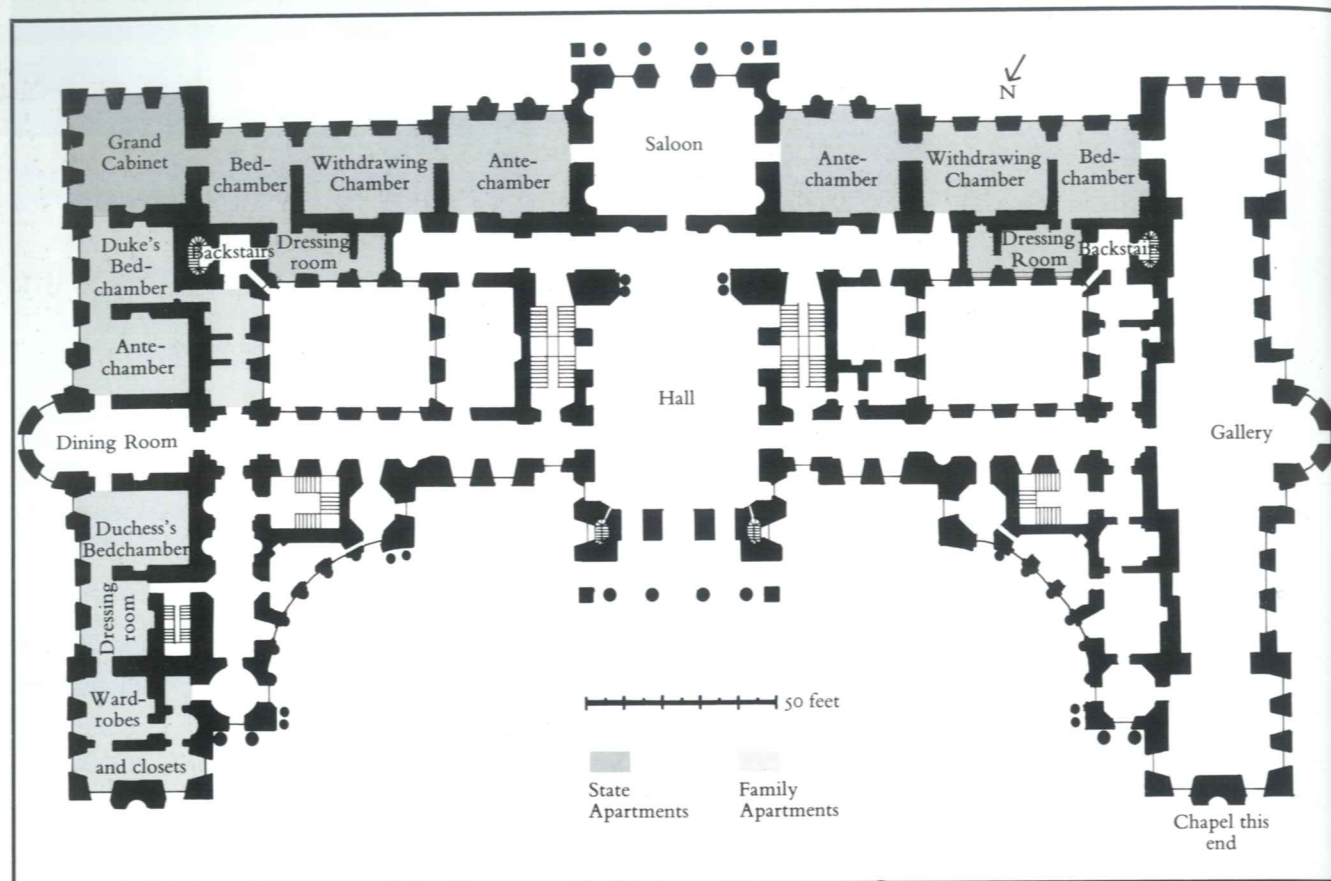 N
Grand
Cabinet
Bed-
chamber
Withdrawing
Chamber
Ante-
chamber
Saloon
Ante-
chamber
Withdrawing
Chamber
Bed-
chamber
Duke's
Bed-
chamber
Backstairs
Dressing
room
Dressing
Room
Backstairs
Ante-
chamber
Hall
Dining Room
Gallery
Duchess's
Bedchamber
Dressing
room
Ward-
robes
and closets
50 feet
State
Apartments
Family
Apartments
Chapel this
end